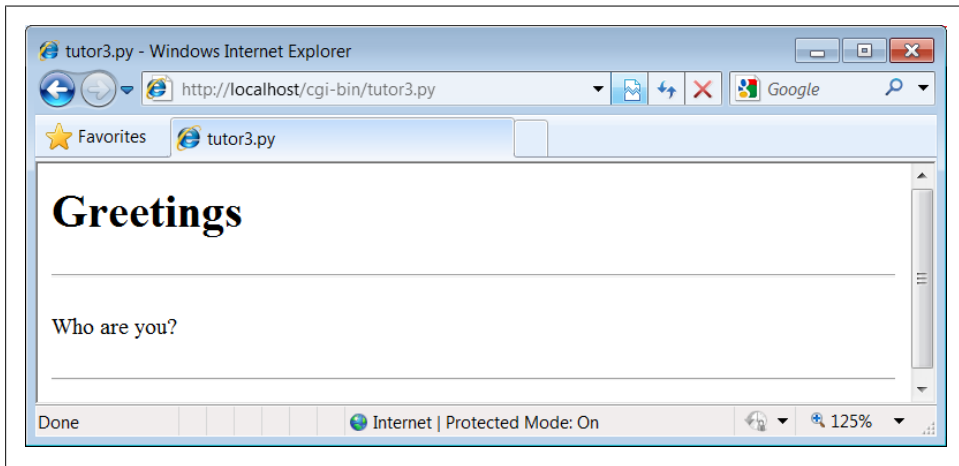 tutor3.py - Windows Internet Explorer
http://localhost/cgi-bin/tutor3.py
Google
Favorites
tutor3.py
Greetings
Who are you?
Done
Internet | Protected Mode: On
125%